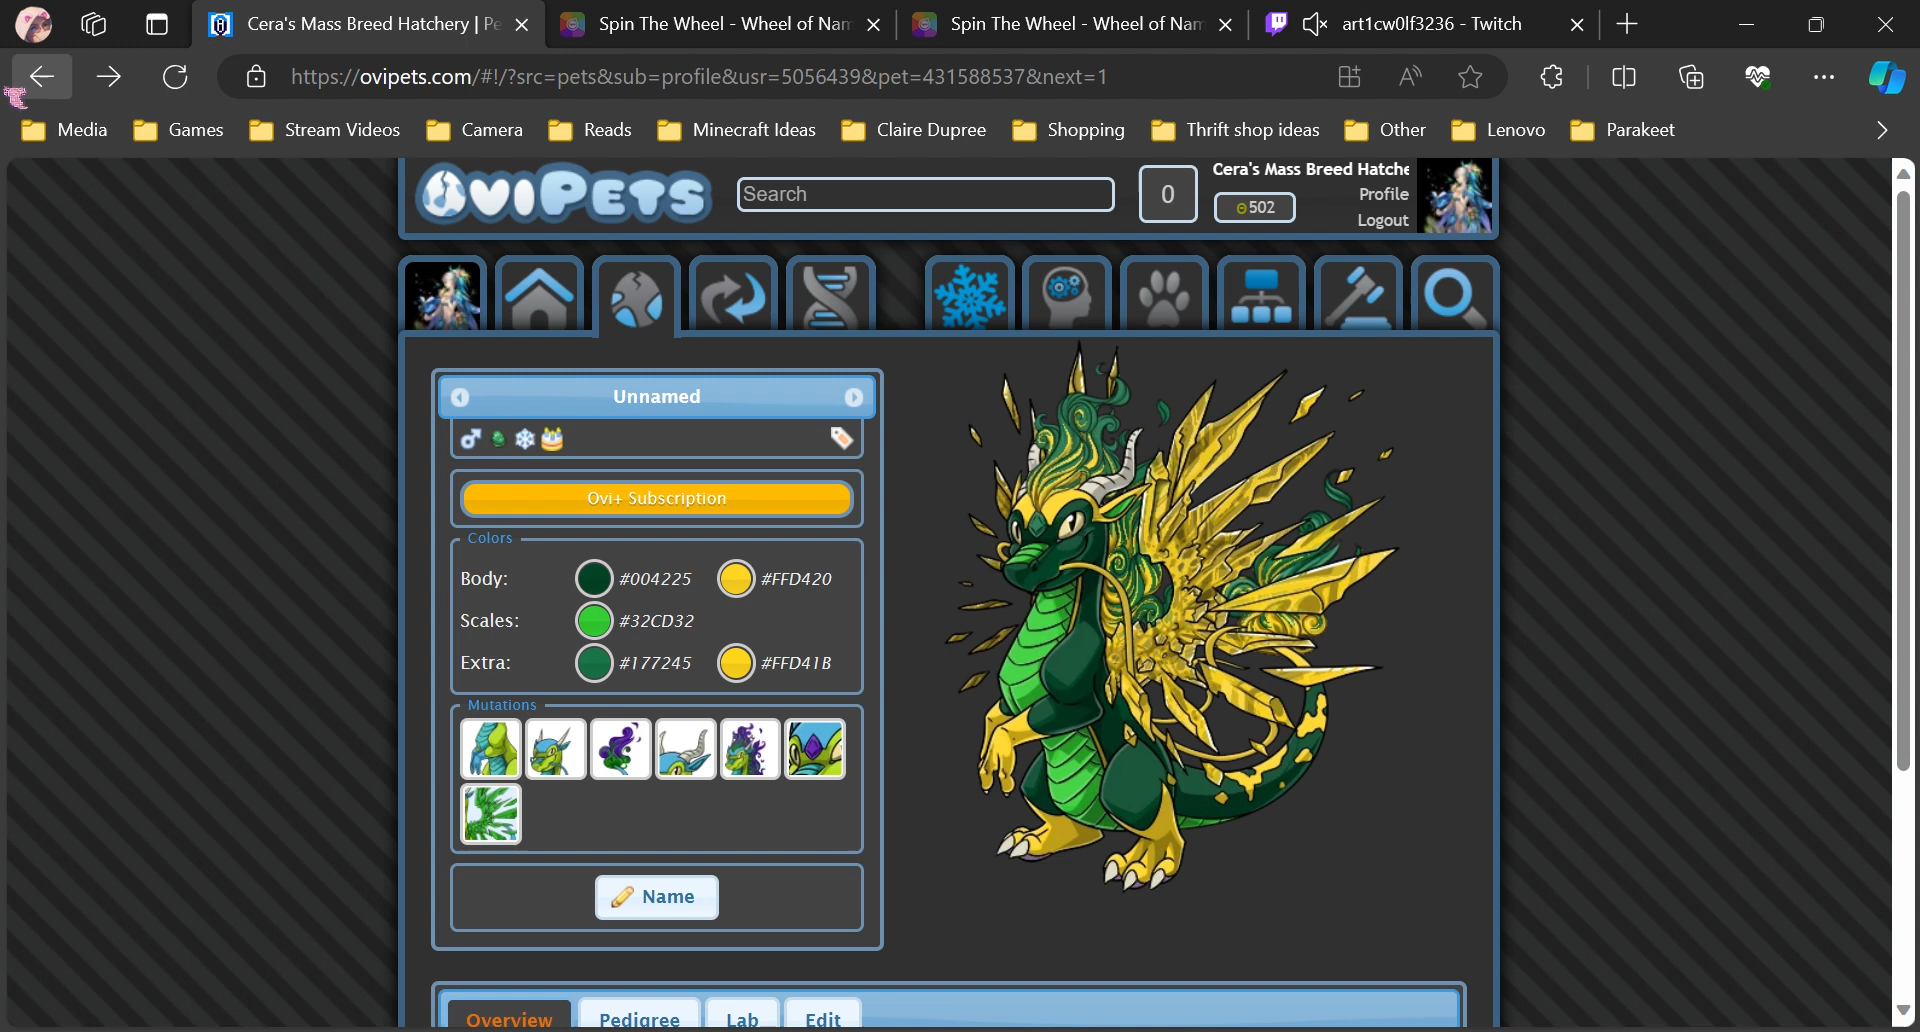 Cera's Mass Breed Hatchery | Pe
Spin The Wheel - Wheel of Nam
Spin The Wheel - Wheel of Nam
art1cw0lf3236 - Twitch
https://ovipets.com/#!/?src=pets&sub=profile&usr=5056439&pet=431588537&next=1
Media
Games
Stream Videos
Camera
Reads
Minecraft Ideas
Claire Dupree
Shopping
Thrift shop ideas
Other
Lenovo
Parakeet
OviPets
Search
0
Cera's Mass Breed Hatche
502
Profile
Logout
Unnamed
Ovi+ Subscription
Colors
Body: #004225 #FFD420
Scales: #32CD32
Extra: #177245 #FFD41B
Mutations
Name
Overview
Pedigree
Lab
Edit